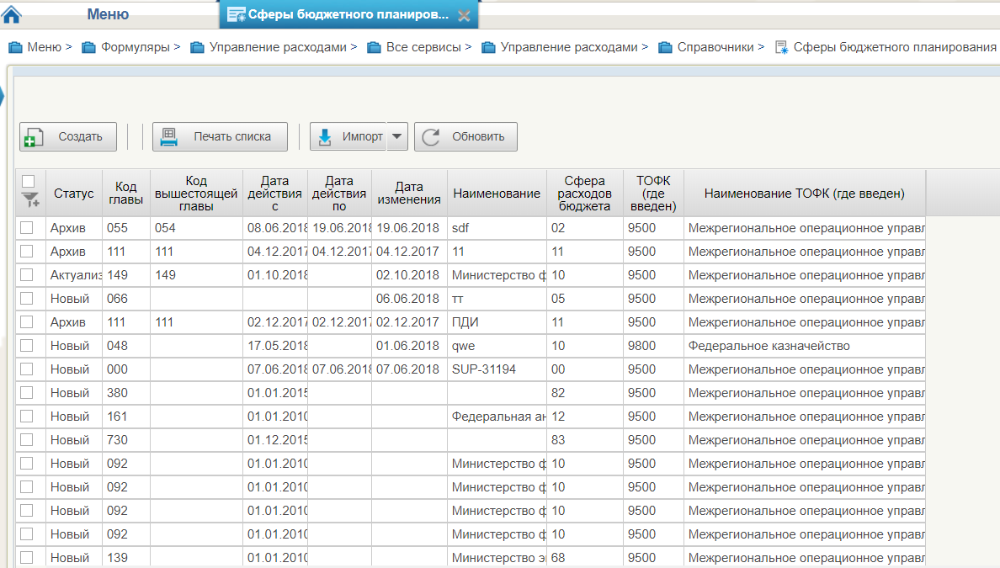 Меню
Сферы бюджетного планиров...
Меню > Формуляры > Управление расходами > Все сервисы > Управление расходами > Справочники > Сферы бюджетного планирования
Создать Печать списка Импорт Обновить
Статус Код главы Код вышестоящей главы Дата действия с Дата действия по Дата изменения Наименование Сфера расходов бюджета ТОФК (где введен) Наименование ТОФК (где введен)
Архив 055 054 08.06.2018 19.06.2018 19.06.2018 sdf 02 9500 Межрегиональное операционное управл
Архив 111 111 04.12.2017 04.12.2017 04.12.2017 11 11 9500 Межрегиональное операционное управл
Актуализ 149 149 01.10.2018 02.10.2018 Министерство ф 10 9500 Межрегиональное операционное управл
Новый 066 06.06.2018 тт 05 9500 Межрегиональное операционное управл
Архив 111 111 02.12.2017 02.12.2017 02.12.2017 ПДИ 11 9500 Межрегиональное операционное управл
Новый 048 17.05.2018 01.06.2018 qwe 10 9800 Федеральное казначейство
Новый 000 07.06.2018 07.06.2018 07.06.2018 SUP-31194 00 9500 Межрегиональное операционное управл
Новый 380 01.01.2015 82 9500 Межрегиональное операционное управл
Новый 161 01.01.2010 Федеральная ан 12 9500 Межрегиональное операционное управл
Новый 730 01.12.2015 83 9500 Межрегиональное операционное управл
Новый 092 01.01.2010 Министерство ф 10 9500 Межрегиональное операционное управл
Новый 092 01.01.2010 Министерство ф 10 9500 Межрегиональное операционное управл
Новый 092 01.01.2010 Министерство ф 10 9500 Межрегиональное операционное управл
Новый 092 01.01.2010 Министерство ф 10 9500 Межрегиональное операционное управл
Новый 139 01.01.2010 Министерство э 68 9500 Межрегиональное операционное управл